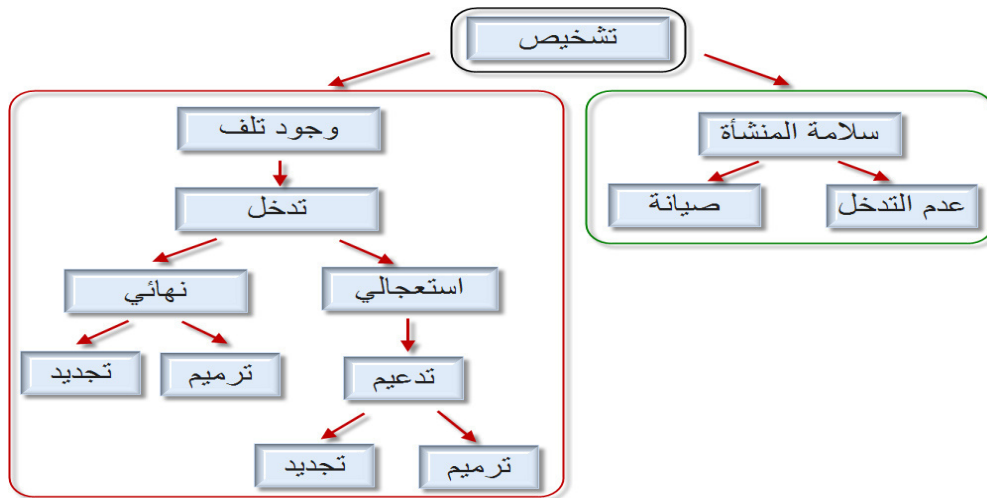 تشخيص
سلامة المنشأة
عدم التدخل
صيانة
وجود تلف
تدخل
استعجالي
نهائي
تدعيم
ترميم
تجديد
ترميم
تجديد